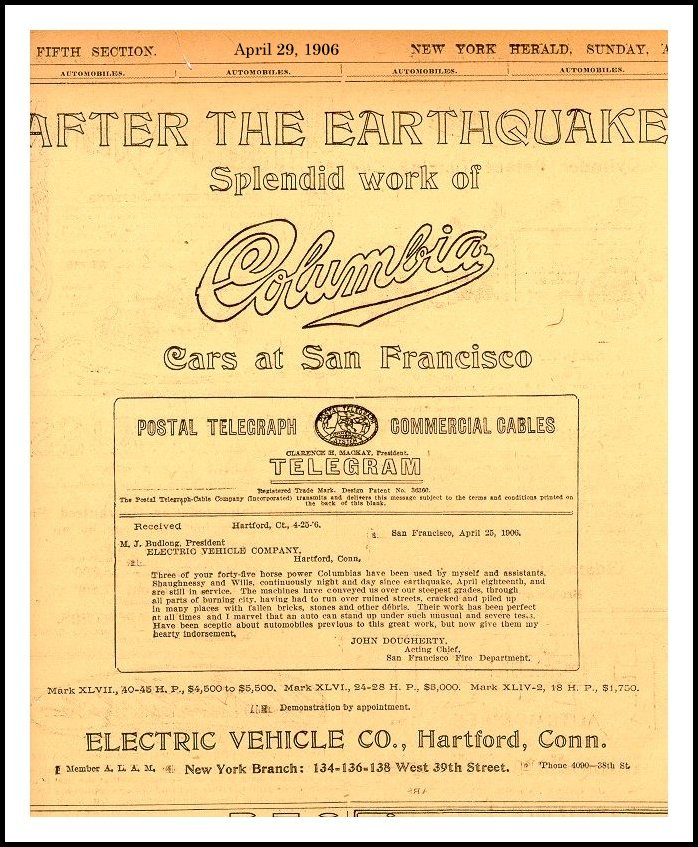 FIFTH SECTION. April 29, 1906 NEW YORK HERALD, SUNDAY,
AUTOMOBILES. AUTOMOBILES. AUTOMOBILES. AUTOMOBILES.
AFTER THE EARTHQUAKE
Splendid work of
Columbia
Cars at San Francisco
POSTAL TELEGRAPH COMMERCIAL CABLES
CLARENCE H. MACKAY, President.
TELEGRAM
Registered Trade Mark. Design Patent No. 36360.
The Postal Telegraph-Cable Company (Incorporated) transmits and delivers this message subject to the terms and conditions printed on
the back of this blank.
Received Hartford, Ct., 4-25-'6.
San Francisco, April 25, 1906.
M. J. Budlong, President
ELECTRIC VEHICLE COMPANY,
Hartford, Conn.
Three of your forty-five horse power Columbias have been used by myself and assistants,
Shaughnessy and Wills, continuously night and day since earthquake, April eighteenth, and
are still in service. The machines have conveyed us over our steepest grades, through
all parts of burning city, having had to run over ruined streets, cracked and piled up
in many places with fallen bricks, stones and other débris. Their work has been perfect
at all times and I marvel that an auto can stand up under such unusual and severe tests.
Have been sceptic about automobiles previous to this great work, but now give them my
hearty indorsement,
JOHN DOUGHERTY,
Acting Chief,
San Francisco Fire Department.
Mark XLVII., 40-45 H. P., $4,500 to $5,500. Mark XLVI., 24-28 H. P., $3,000. Mark XLIV-2, 18 H. P., $1,750.
Demonstration by appointment.
ELECTRIC VEHICLE CO., Hartford, Conn.
Member A. L. A. M. New York Branch: 134-136-138 West 39th Street. 'Phone 4090—38th St.